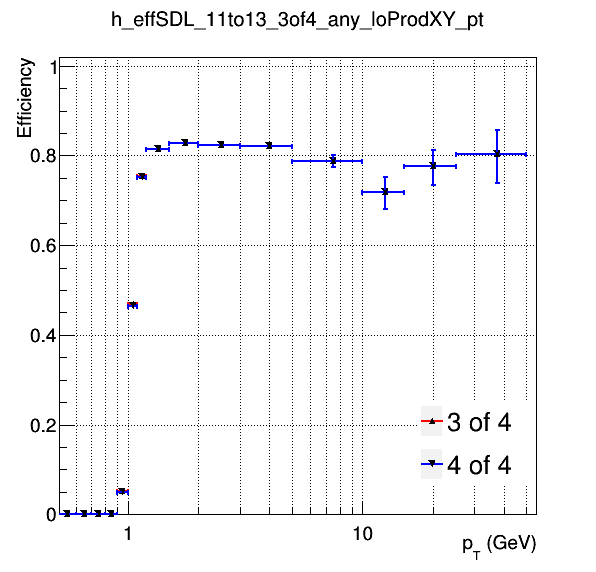 h_effSDL_11to13_3of4_any_loProdXY_pt
Efficiency
1
0.8
0.6
0.4
0.2
0
3 of 4
4 of 4
1
10
p_T (GeV)